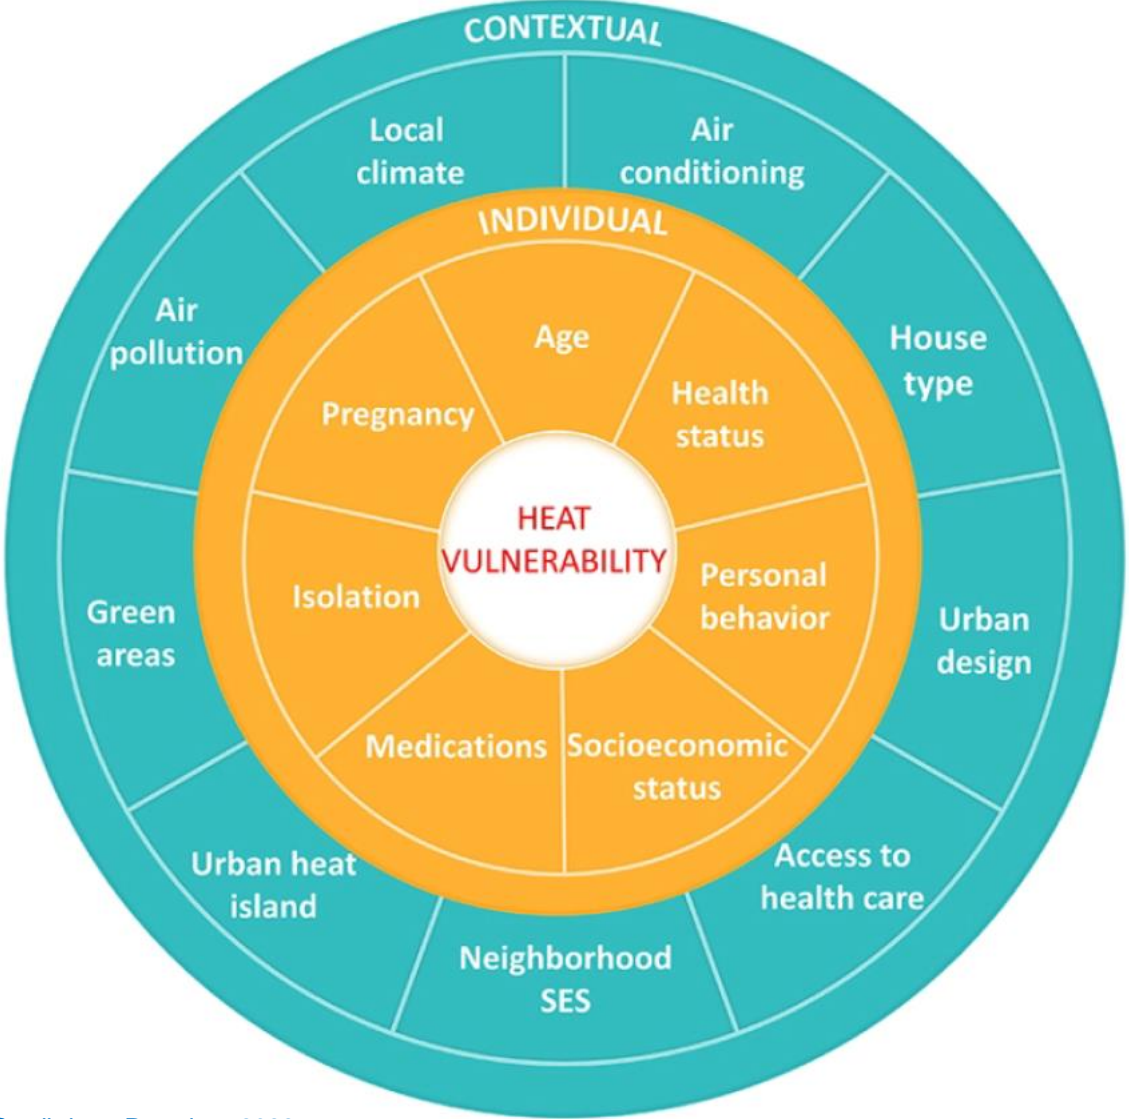 CONTEXTUAL
Local
climate
Air
conditioning
House
type
Urban
design
Access to
health care
Neighborhood
SES
Urban heat
island
Green
areas
Air
pollution
INDIVIDUAL
Age
Health
status
Personal
behavior
Socioeconomic
status
Medications
Isolation
Pregnancy
HEAT
VULNERABILITY